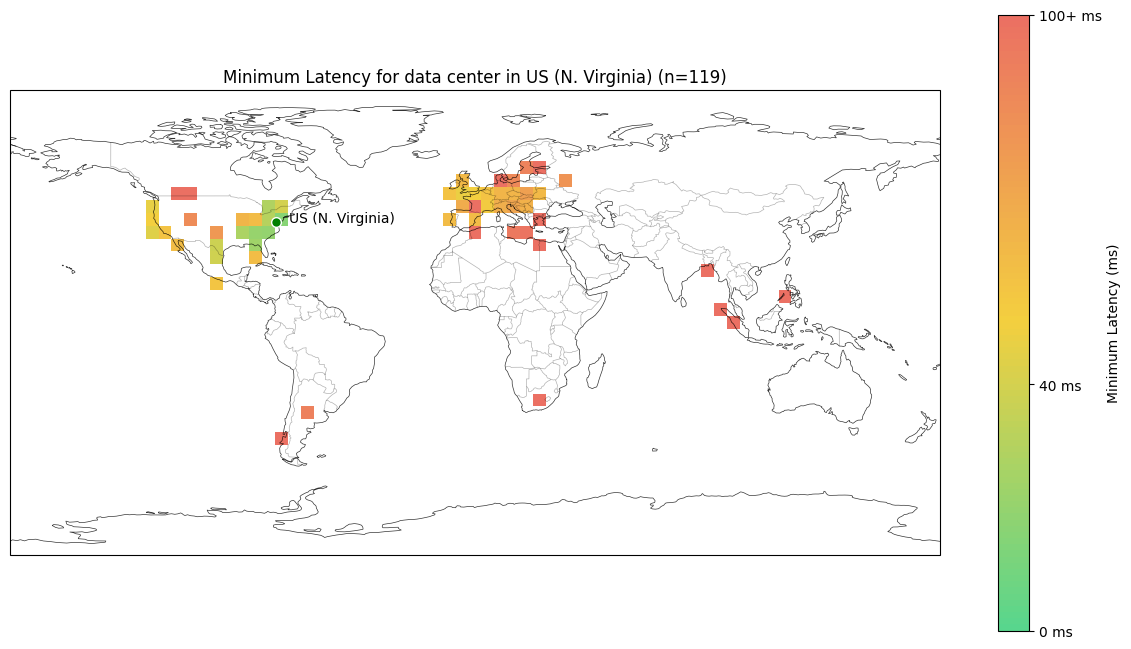 100+ ms
Minimum Latency for data center in US (N. Virginia) (n=119)
US (N. Virginia)
Minimum Latency (ms)
40 ms
0 ms